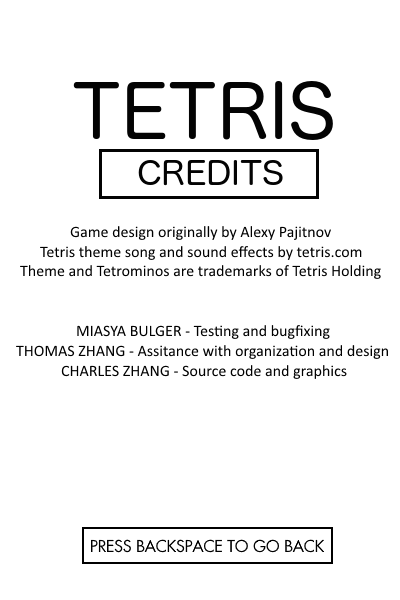 TETRIS
CREDITS
Game design originally by Alexy Pajitnov
Tetris theme song and sound effects by tetris.com
Theme and Tetrominos are trademarks of Tetris Holding
MIASYA BULGER - Testing and bugfixing
THOMAS ZHANG - Assitance with organization and design
CHARLES ZHANG - Source code and graphics
PRESS BACKSPACE TO GO BACK